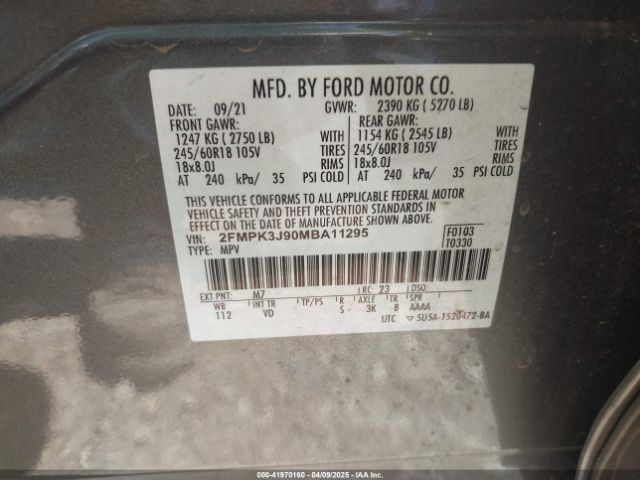 MFD. BY FORD MOTOR CO.
DATE: 09/21 GVWR: 2390 KG ( 5270 LB)
FRONT GAWR: REAR GAWR:
1247 KG ( 2750 LB) WITH 1154 KG ( 2545 LB) WITH
245/60R18 105V TIRES 245/60R18 105V TIRES
18x8.0J RIMS 18x8.0J RIMS
AT 240 kPa/ 35 PSI COLD AT 240 kPa/ 35 PSI COLD
THIS VEHICLE CONFORMS TO ALL APPLICABLE FEDERAL MOTOR
VEHICLE SAFETY AND THEFT PREVENTION STANDARDS IN
EFFECT ON THE DATE OF MANUFACTURE SHOWN ABOVE.
VIN: 2FMPK3J90MBA11295 F0103
TYPE: MPV T0330
EXT PNT: M7 RC: 23 DSO:
WB INT TR TP/PS R AXLE TR SPR
112 VD S- 3K 8 AAAA
UTC ▽ 5U5A-1520472-BA
00-41970160 - 04/09/2025 - IAAI.com